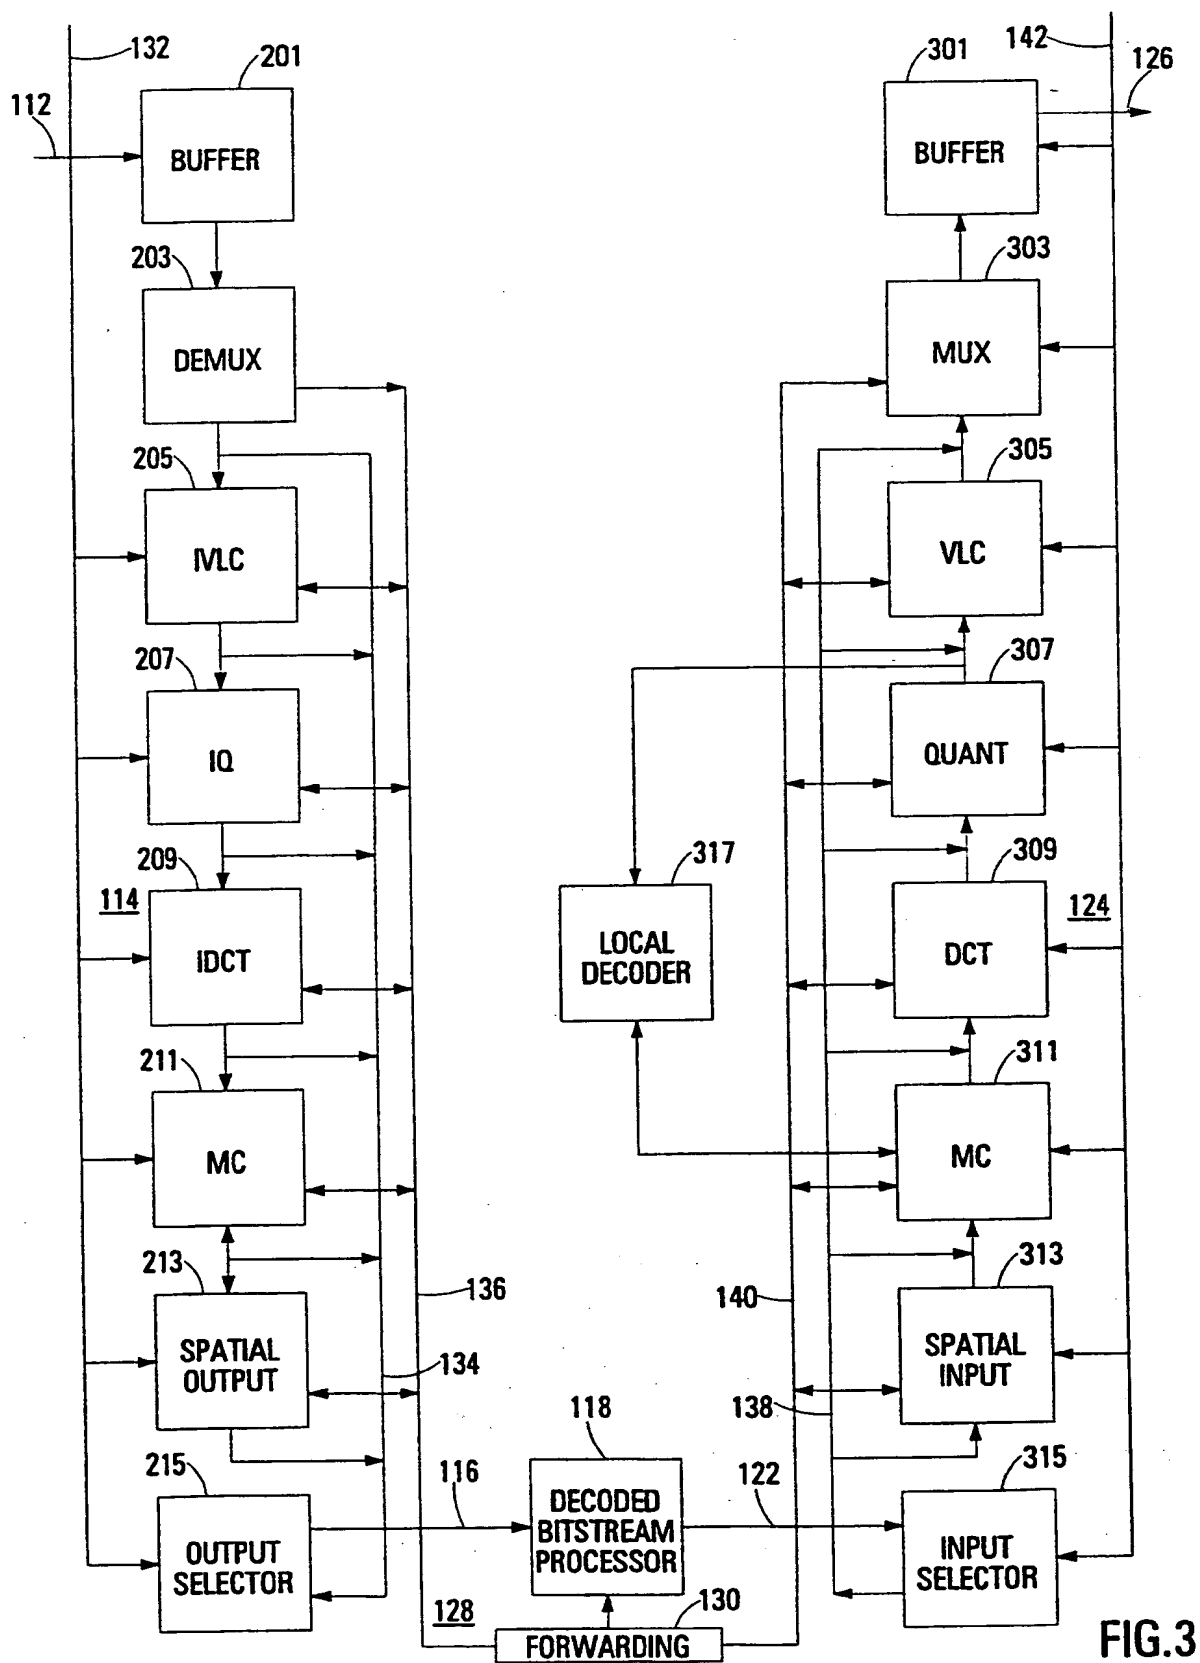 132
201
112
BUFFER
203
DEMUX
205
IVLC
207
IQ
209
114
IDCT
211
MC
213
SPATIAL
OUTPUT
215
OUTPUT
SELECTOR
136
134
116
128
118
DECODED
BITSTREAM
PROCESSOR
130
FORWARDING
317
LOCAL
DECODER
140
138
122
142
301
126
BUFFER
303
MUX
305
VLC
307
QUANT
309
124
DCT
311
MC
313
SPATIAL
INPUT
315
INPUT
SELECTOR
FIG.3